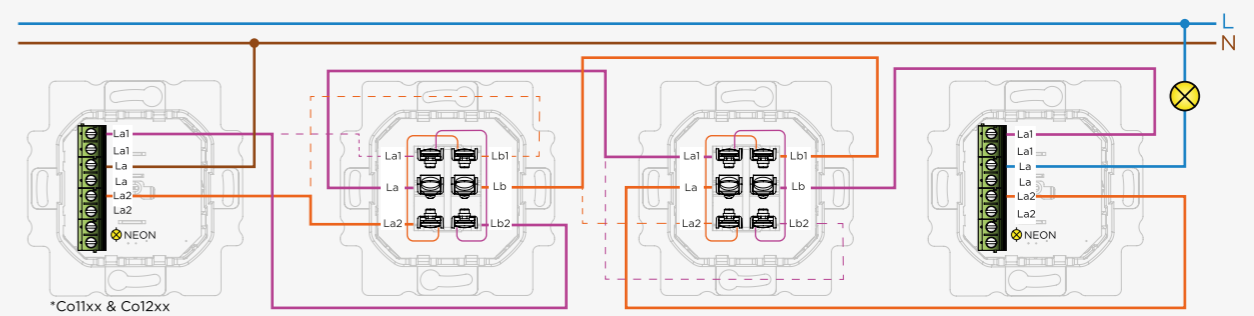 L
N
La1
La1
La
La
La2
La2
NEON
*Co11xx & Co12xx
La1
La
La2
Lb1
Lb
Lb2
La1
La
La2
Lb1
Lb
Lb2
La1
La1
La
La
La2
La2
NEON